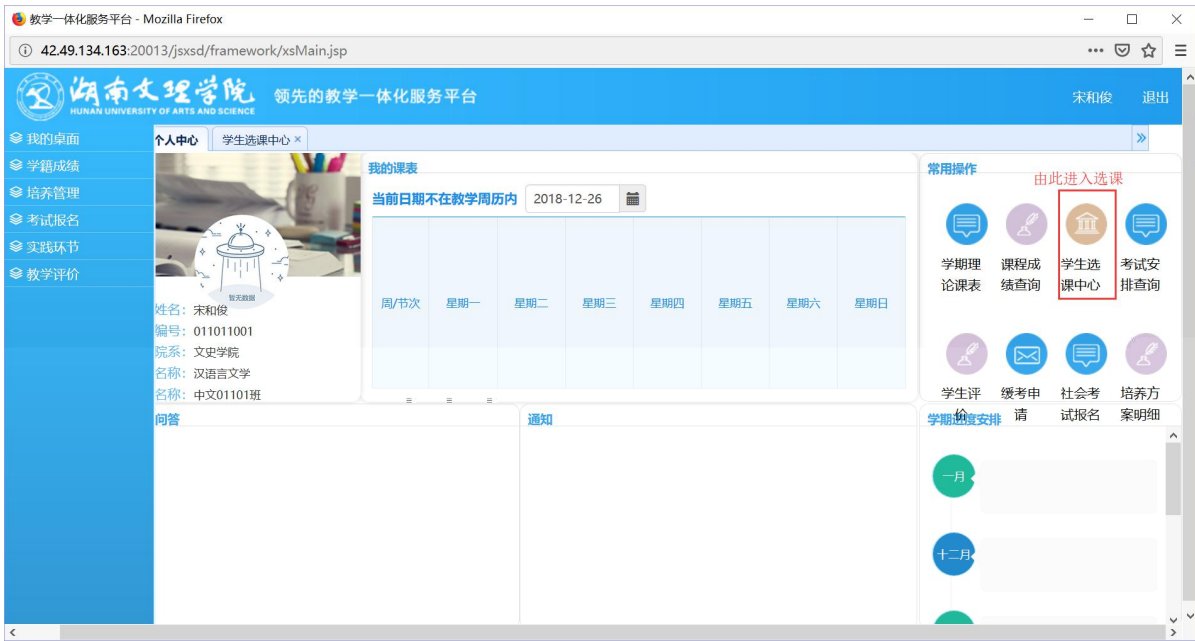 教学一体化服务平台 - Mozilla Firefox
42.49.134.163:20013/jsxsd/framework/xsMain.jsp
湖南文理学院
HUNAN UNIVERSITY OF ARTS AND SCIENCE
领先的教学一体化服务平台
宋和俊 退出
我的桌面
学籍成绩
培养管理
考试报名
实践环节
教学评价
个人中心 学生选课中心 ×
暂无数据
姓名: 宋和俊
编号: 011011001
院系: 文史学院
名称: 汉语言文学
名称: 中文01101班
我的课表
当前日期不在教学周历内 2018-12-26
周/节次 星期一 星期二 星期三 星期四 星期五 星期六 星期日
常用操作
由此进入选课
学期理论课表
课程成绩查询
学生选课中心
考试安排查询
学生评价
缓考申请
社会考试报名
培养方案明细
问答
通知
学期进度安排
一月
十二月